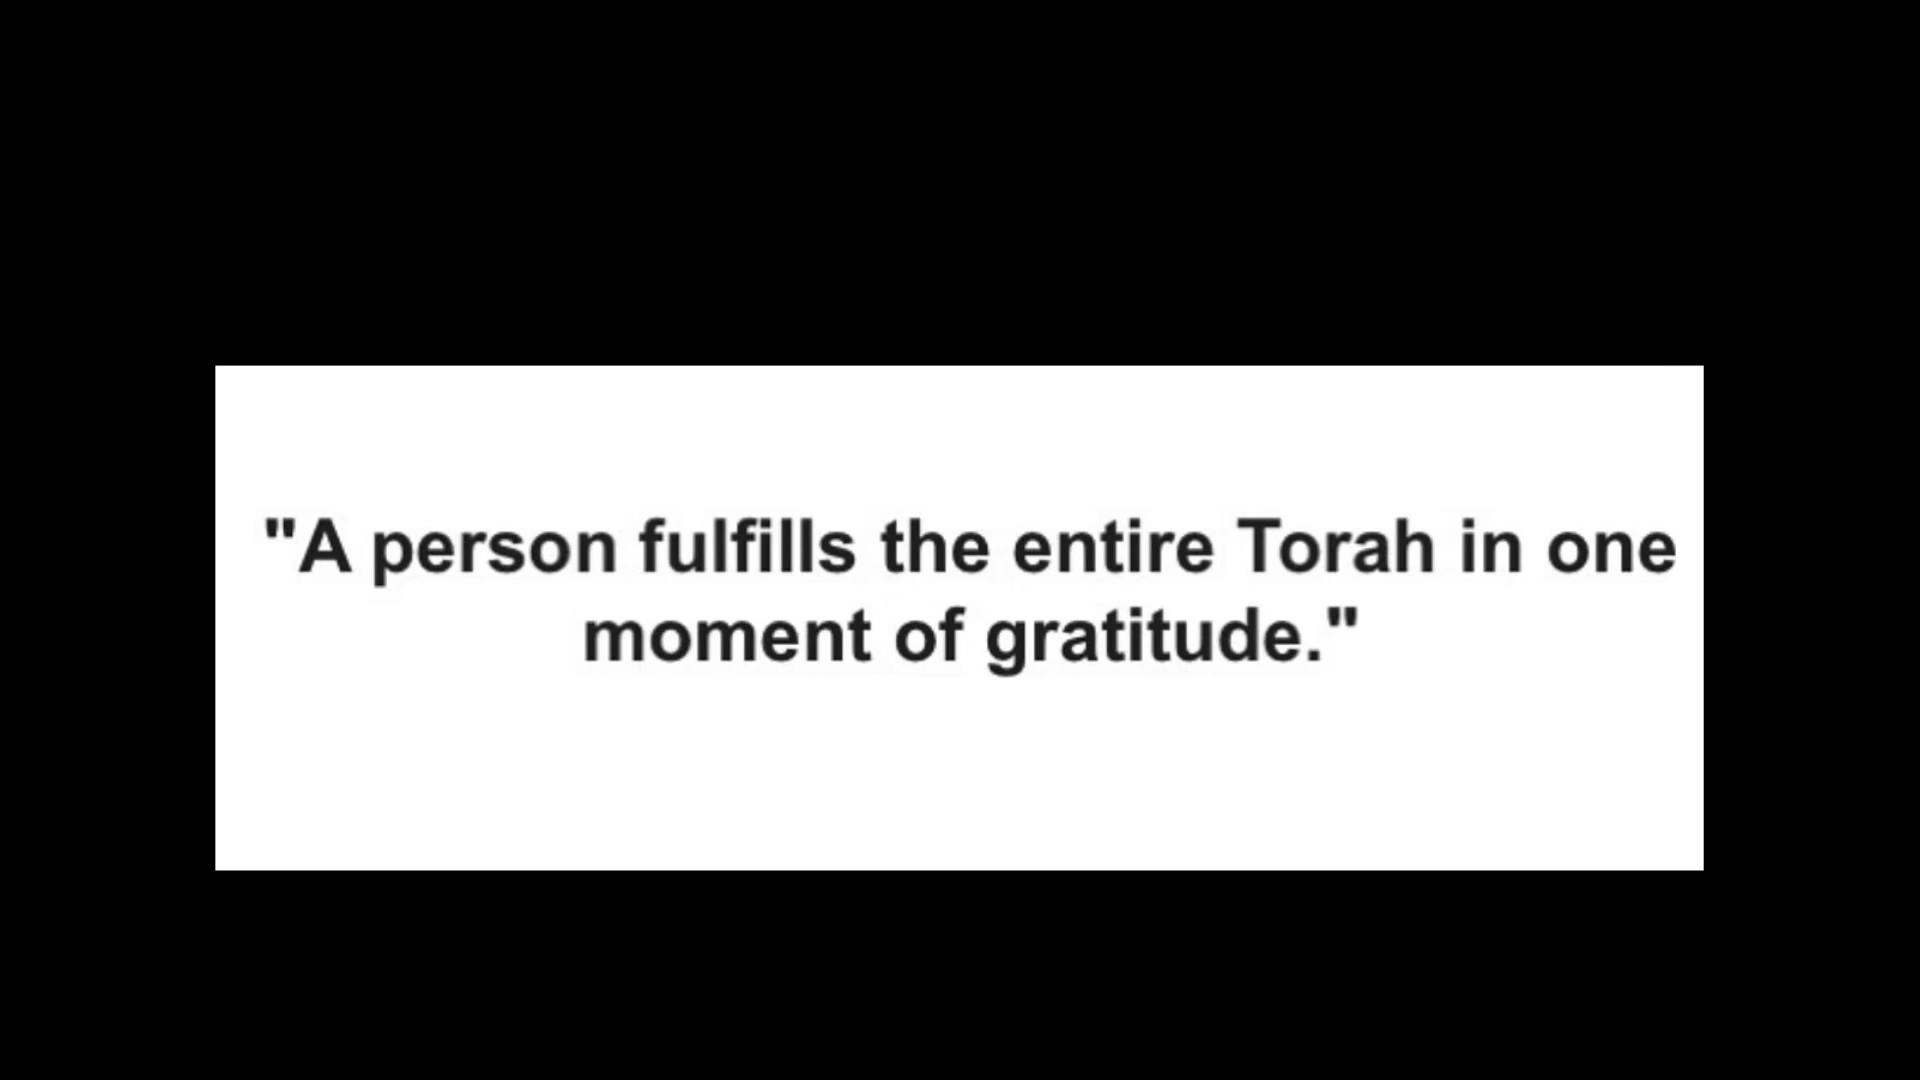 "A person fulfills the entire Torah in one
moment of gratitude."